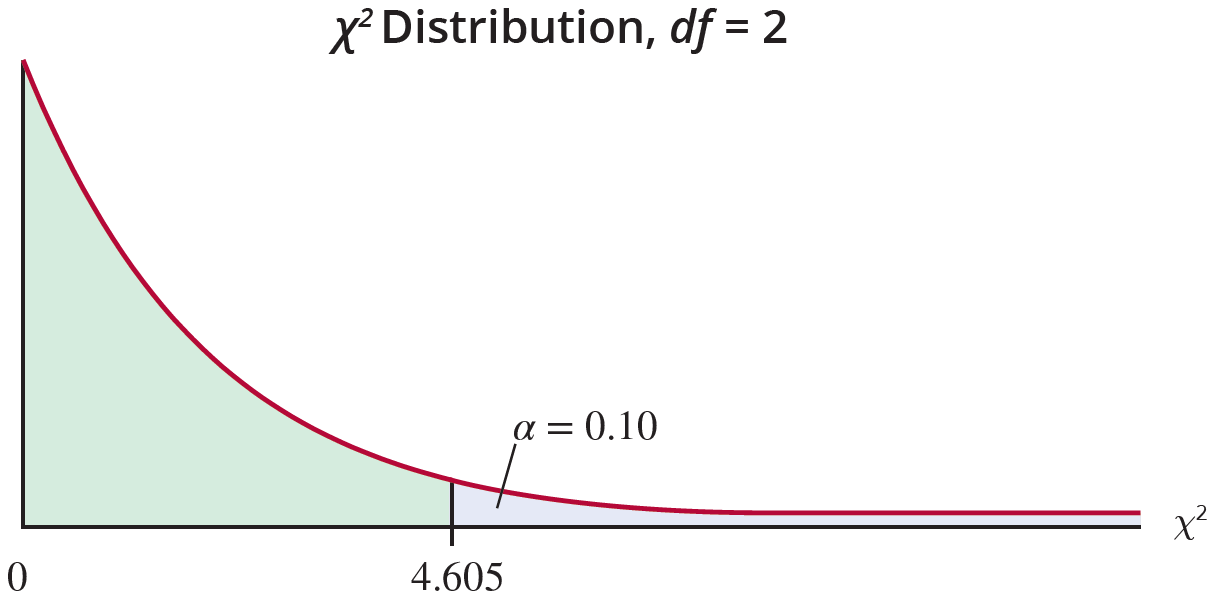 χ² Distribution, df = 2
α = 0.10
χ²
0
4.605